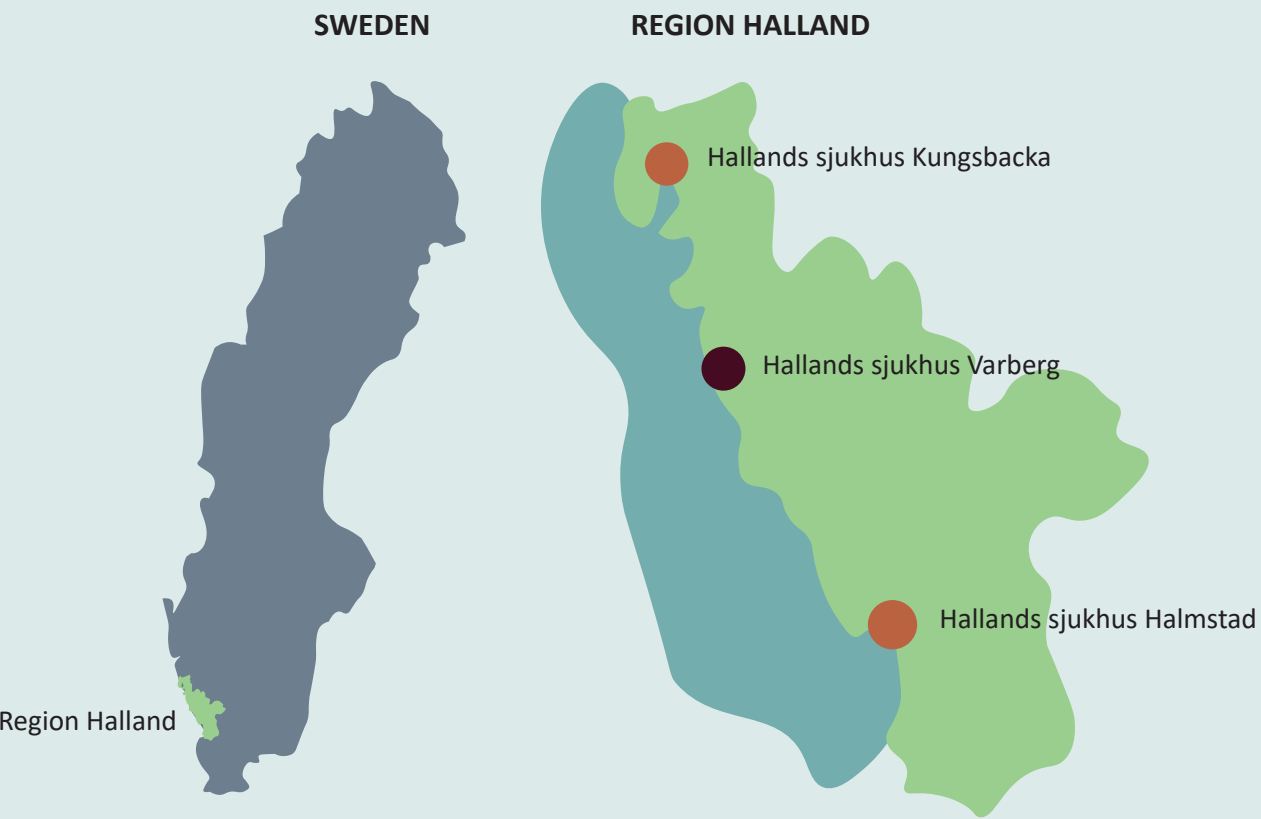 SWEDEN
REGION HALLAND
Hallands sjukhus Kungsbacka
Hallands sjukhus Varberg
Hallands sjukhus Halmstad
Region Halland